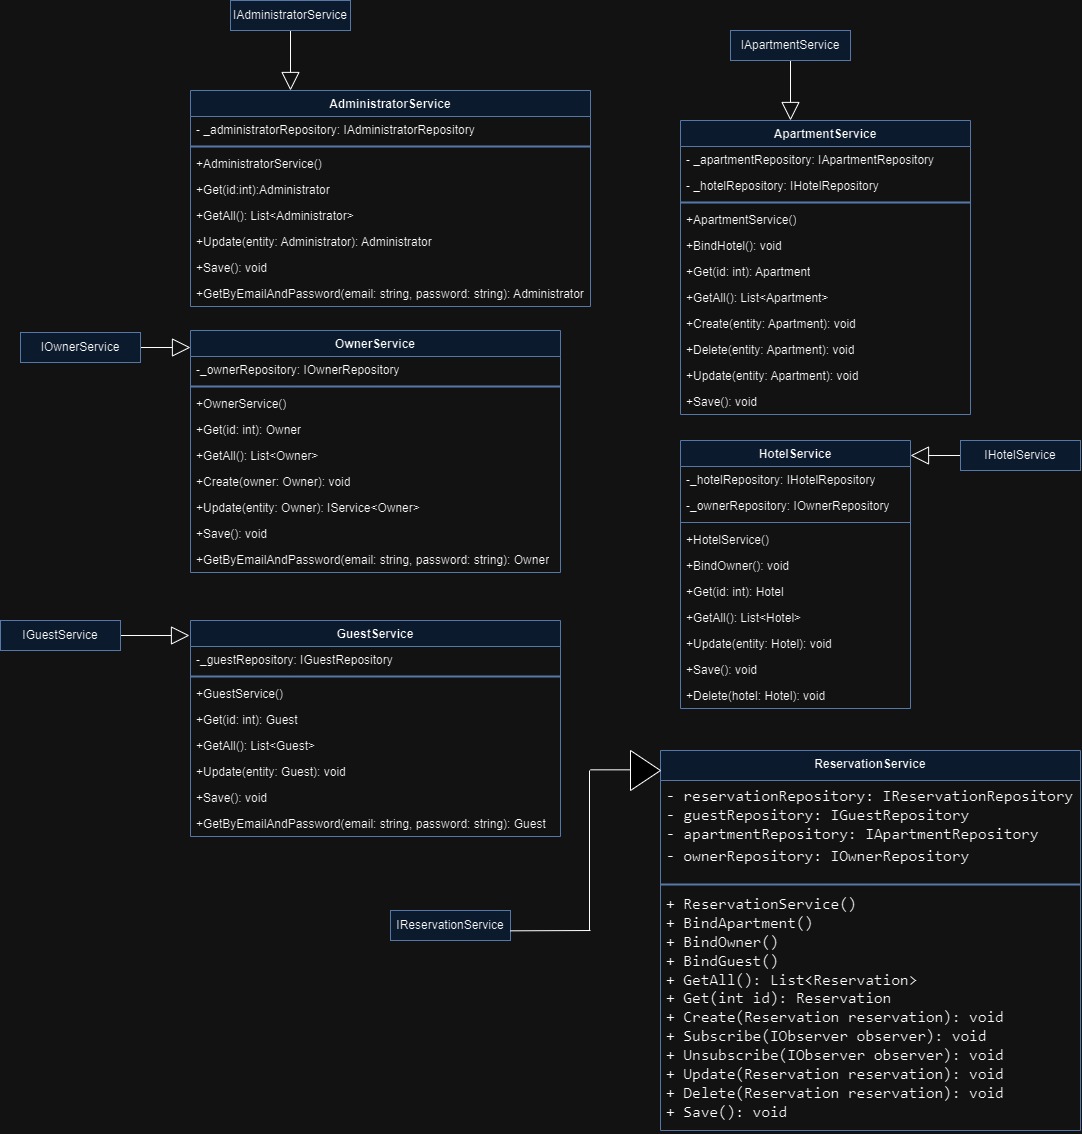 IAdministratorService
AdministratorService
- _administratorRepository: IAdministratorRepository
+AdministratorService()
+Get(id:int):Administrator
+GetAll(): List<Administrator>
+Update(entity: Administrator): Administrator
+Save(): void
+GetByEmailAndPassword(email: string, password: string): Administrator
IApartmentService
ApartmentService
- _apartmentRepository: IApartmentRepository
- _hotelRepository: IHotelRepository
+ApartmentService()
+BindHotel(): void
+Get(id: int): Apartment
+GetAll(): List<Apartment>
+Create(entity: Apartment): void
+Delete(entity: Apartment): void
+Update(entity: Apartment): void
+Save(): void
IOwnerService
OwnerService
-_ownerRepository: IOwnerRepository
+OwnerService()
+Get(id: int): Owner
+GetAll(): List<Owner>
+Create(owner: Owner): void
+Update(entity: Owner): IService<Owner>
+Save(): void
+GetByEmailAndPassword(email: string, password: string): Owner
HotelService
IHotelService
-_hotelRepository: IHotelRepository
-_ownerRepository: IOwnerRepository
+HotelService()
+BindOwner(): void
+Get(id: int): Hotel
+GetAll(): List<Hotel>
+Update(entity: Hotel): void
+Save(): void
+Delete(hotel: Hotel): void
IGuestService
GuestService
-_guestRepository: IGuestRepository
+GuestService()
+Get(id: int): Guest
+GetAll(): List<Guest>
+Update(entity: Guest): void
+Save(): void
+GetByEmailAndPassword(email: string, password: string): Guest
IReservationService
ReservationService
- reservationRepository: IReservationRepository
- guestRepository: IGuestRepository
- apartmentRepository: IApartmentRepository
- ownerRepository: IOwnerRepository
+ ReservationService()
+ BindApartment()
+ BindOwner()
+ BindGuest()
+ GetAll(): List<Reservation>
+ Get(int id): Reservation
+ Create(Reservation reservation): void
+ Subscribe(IObserver observer): void
+ Unsubscribe(IObserver observer): void
+ Update(Reservation reservation): void
+ Delete(Reservation reservation): void
+ Save(): void